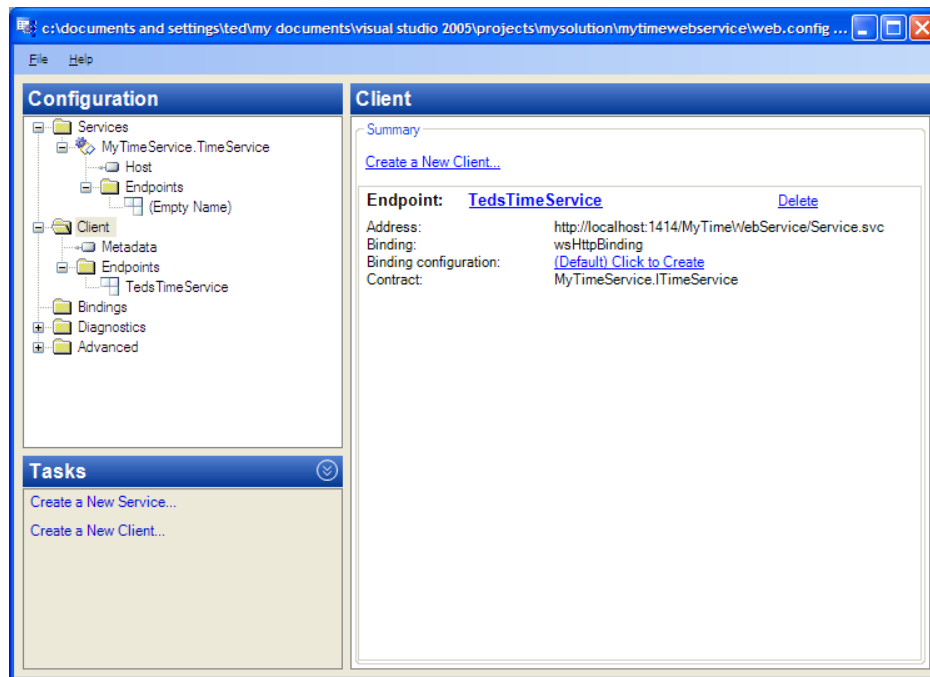 c:\documents and settings\ted\my documents\visual studio 2005\projects\mysolution\mytimewebservice\web.config ...
File Help
Configuration
Services
MyTimeService.TimeService
Host
Endpoints
(Empty Name)
Client
Metadata
Endpoints
TedsTimeService
Bindings
Diagnostics
Advanced
Tasks
Create a New Service...
Create a New Client...
Client
Summary
Create a New Client...
Endpoint: TedsTimeService Delete
Address: http://localhost:1414/MyTimeWebService/Service.svc
Binding: wsHttpBinding
Binding configuration: (Default) Click to Create
Contract: MyTimeService.ITimeService